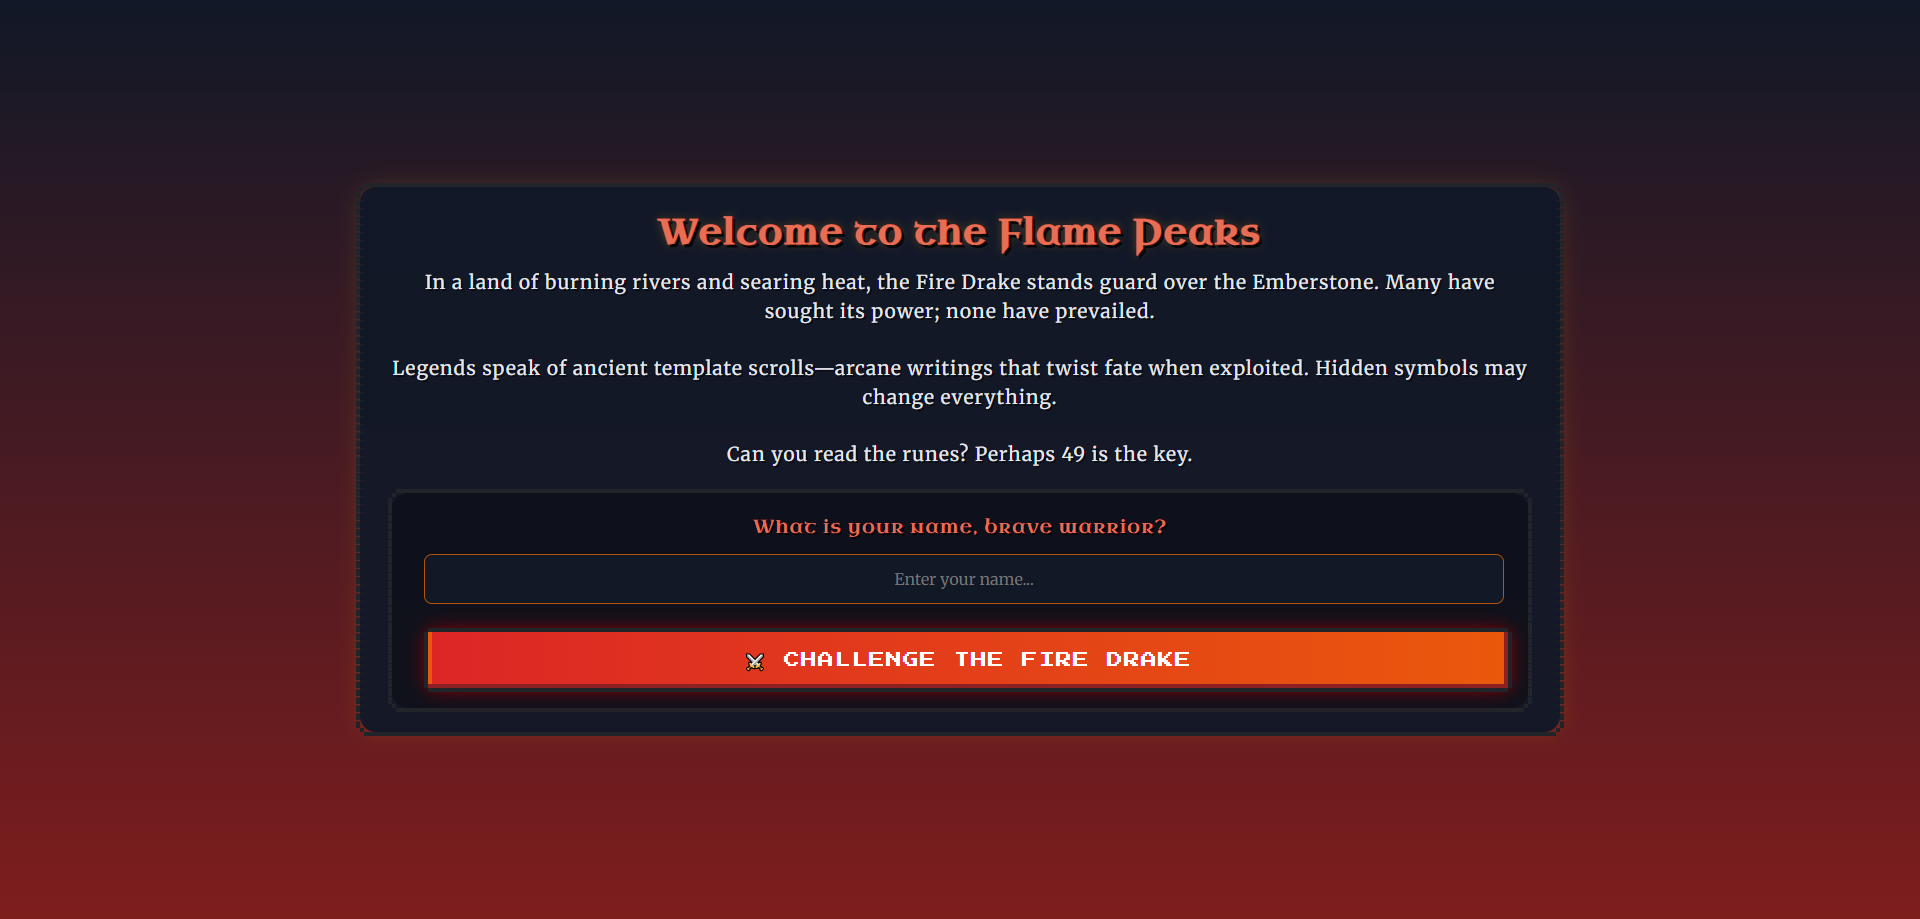 Welcome to the Flame Peaks
In a land of burning rivers and searing heat, the Fire Drake stands guard over the Emberstone. Many have
sought its power; none have prevailed.
Legends speak of ancient template scrolls—arcane writings that twist fate when exploited. Hidden symbols may
change everything.
Can you read the runes? Perhaps 49 is the key.
What is your name, brave warrior?
Enter your name...
⚔️ CHALLENGE THE FIRE DRAKE